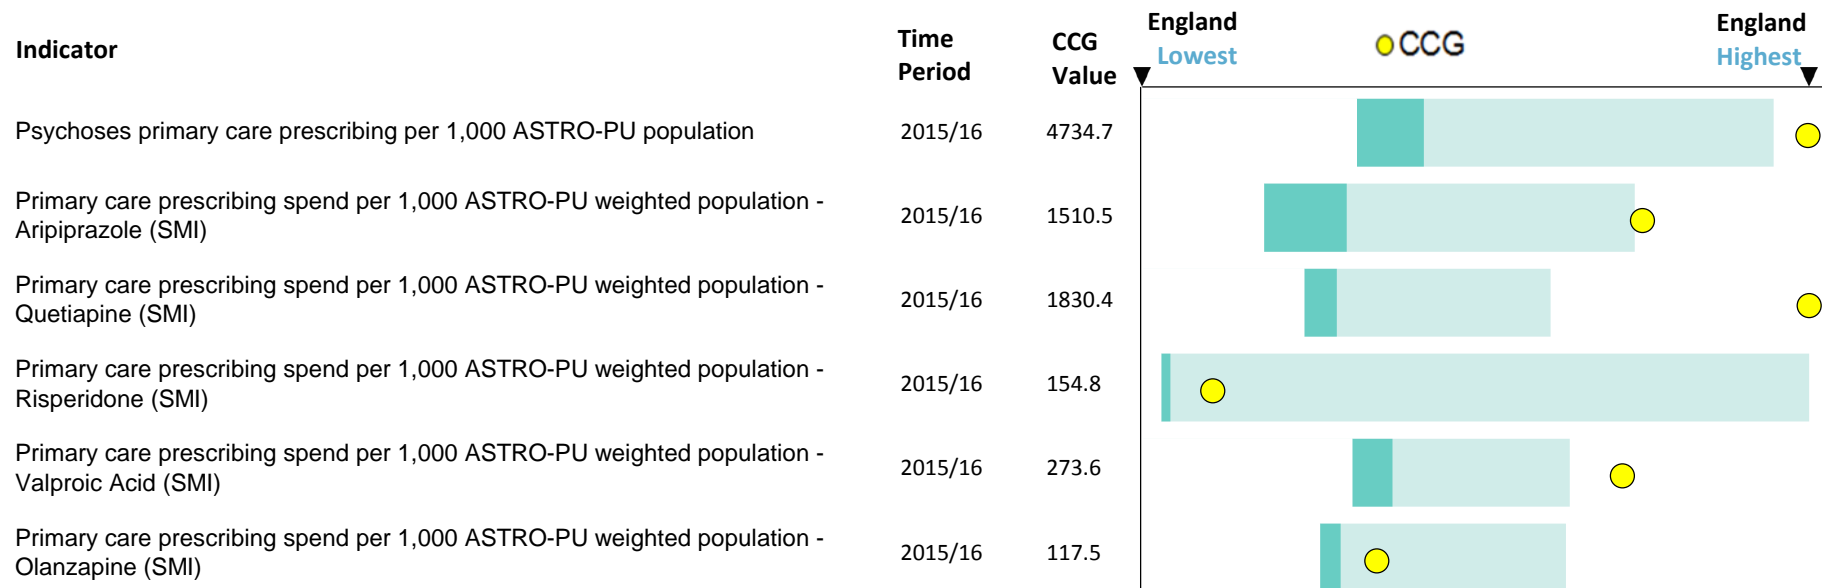 Indicator
Time
Period
CCG
Value
England
Lowest
CCG
England
Highest
Psychoses primary care prescribing per 1,000 ASTRO-PU population
2015/16
4734.7
Primary care prescribing spend per 1,000 ASTRO-PU weighted population -
Aripiprazole (SMI)
2015/16
1510.5
Primary care prescribing spend per 1,000 ASTRO-PU weighted population -
Quetiapine (SMI)
2015/16
1830.4
Primary care prescribing spend per 1,000 ASTRO-PU weighted population -
Risperidone (SMI)
2015/16
154.8
Primary care prescribing spend per 1,000 ASTRO-PU weighted population -
Valproic Acid (SMI)
2015/16
273.6
Primary care prescribing spend per 1,000 ASTRO-PU weighted population -
Olanzapine (SMI)
2015/16
117.5